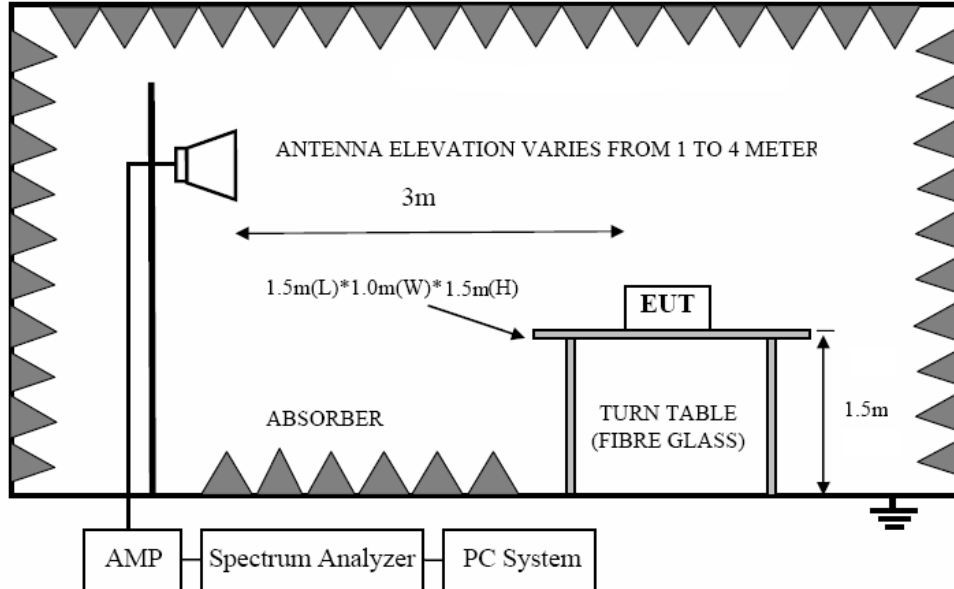 ANTENNA ELEVATION VARIES FROM 1 TO 4 METER
3m
1.5m(L)*1.0m(W)*1.5m(H)
EUT
1.5m
ABSORBER
TURN TABLE
(FIBRE GLASS)
AMP
Spectrum Analyzer
PC System